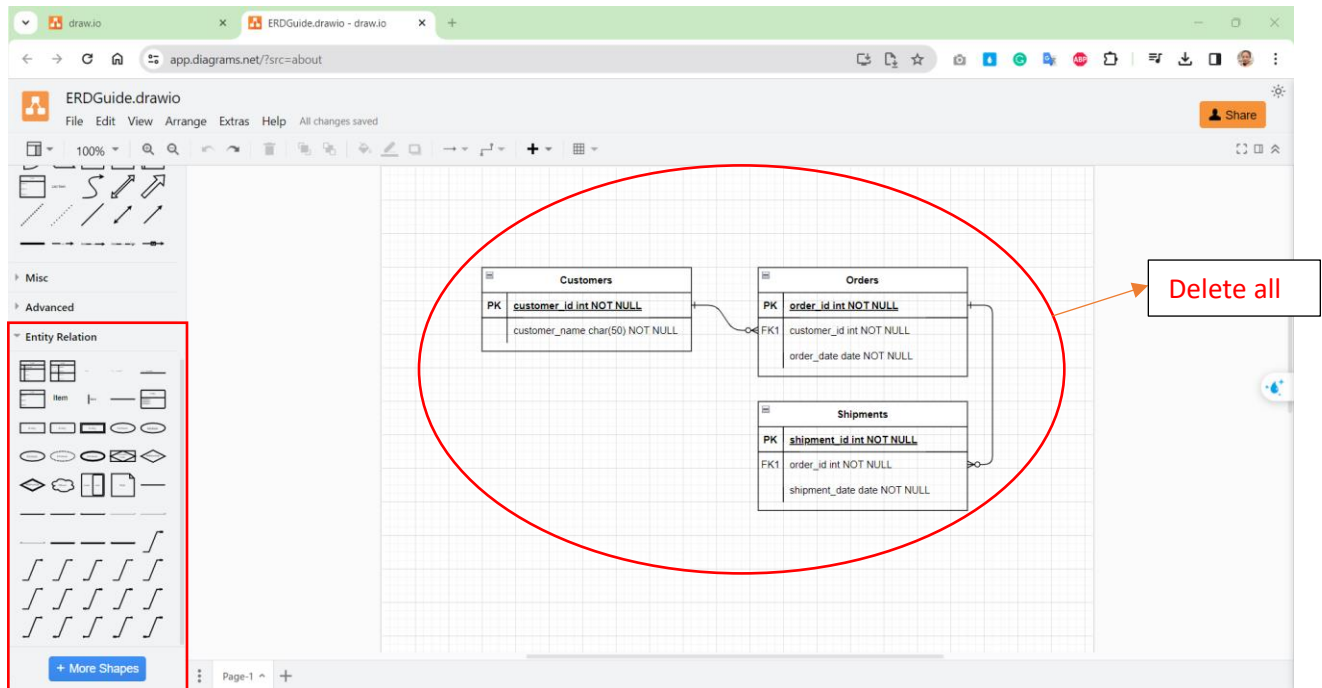 draw.io
ERDGuide.drawio - draw.io
app.diagrams.net/?src=about
ABP
ERDGuide.drawio
File Edit View Arrange Extras Help All changes saved
Share
100%
Misc
Advanced
Entity Relation
Item
+ More Shapes
Customers
PK customer_id int NOT NULL
customer_name char(50) NOT NULL
Orders
PK order_id int NOT NULL
FK1 customer_id int NOT NULL
order_date date NOT NULL
Shipments
PK shipment_id int NOT NULL
FK1 order_id int NOT NULL
shipment_date date NOT NULL
Delete all
Page-1